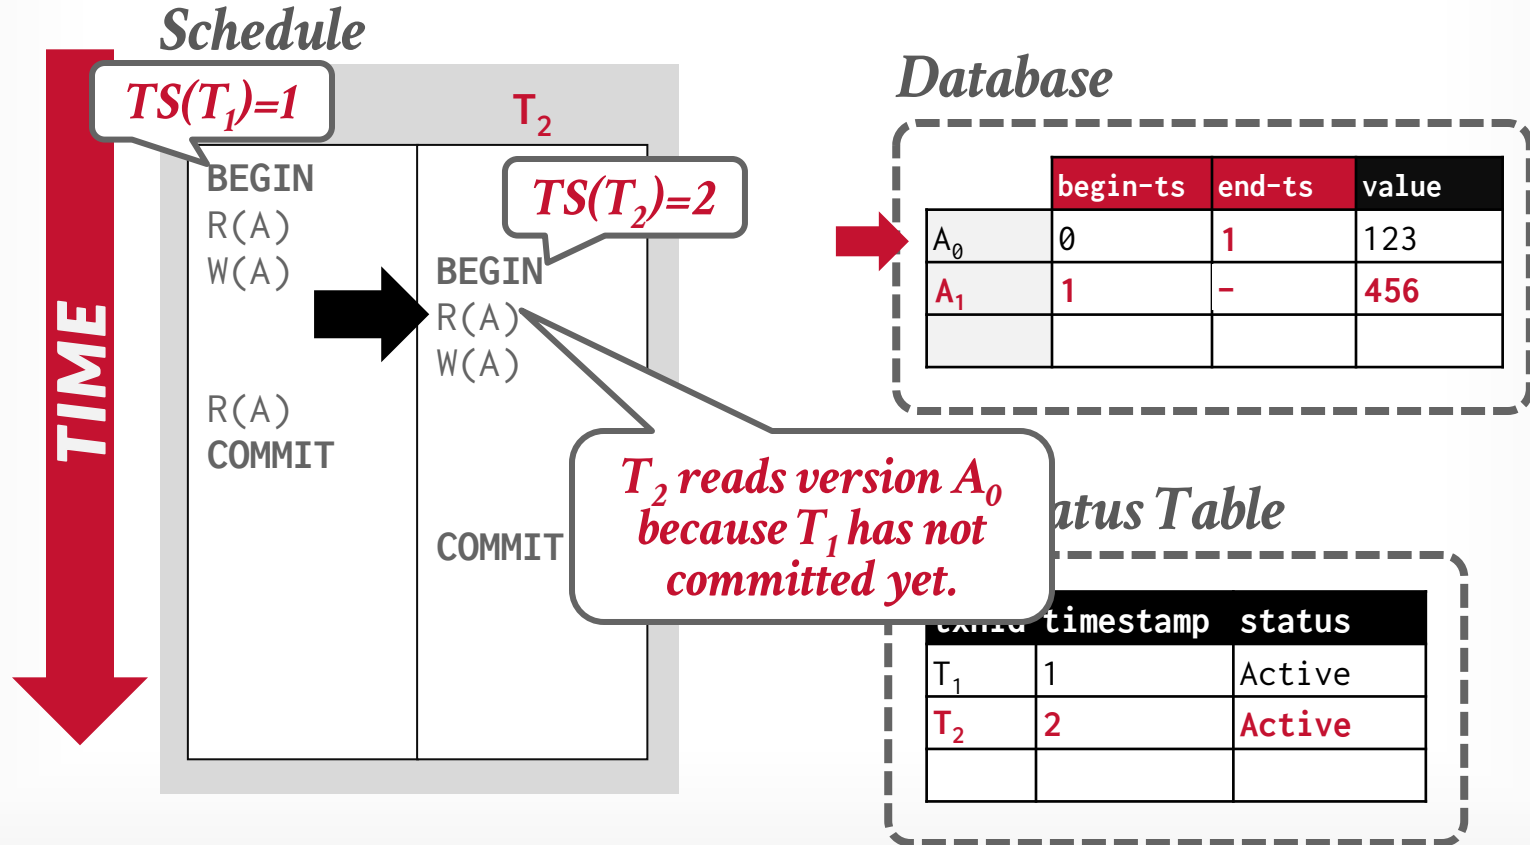 Schedule
TS(T₁)=1
T₂
BEGIN
R(A)
W(A)
R(A)
COMMIT
TS(T₂)=2
BEGIN
R(A)
W(A)
COMMIT
TIME
T₂ reads version A₀
because T₁ has not
committed yet.
Database
begin-ts end-ts value
A₀ 0 1 123
A₁ 1 – 456
Table
timestamp status
T₁ 1 Active
T₂ 2 Active